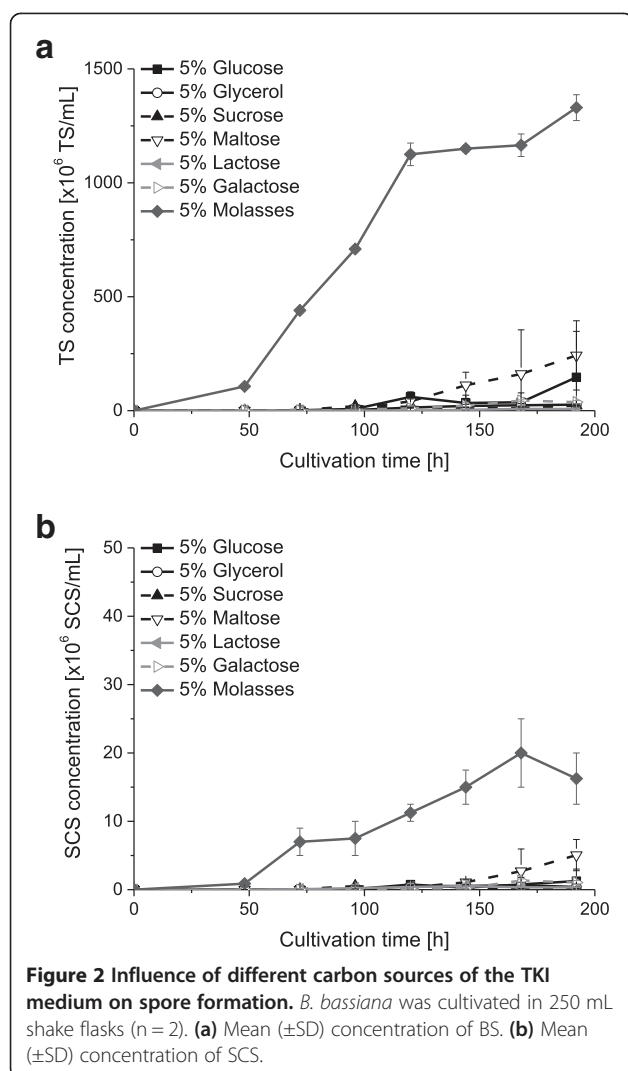 a
1500
1000
500
0
TS concentration [x10⁶ TS/mL]
5% Glucose
5% Glycerol
5% Sucrose
5% Maltose
5% Lactose
5% Galactose
5% Molasses
0 50 100 150 200
Cultivation time [h]
b
50
40
30
20
10
0
SCS concentration [x10⁶ SCS/mL]
5% Glucose
5% Glycerol
5% Sucrose
5% Maltose
5% Lactose
5% Galactose
5% Molasses
0 50 100 150 200
Cultivation time [h]
Figure 2 Influence of different carbon sources of the TKI
medium on spore formation. B. bassiana was cultivated in 250 mL
shake flasks (n = 2). (a) Mean (±SD) concentration of BS. (b) Mean
(±SD) concentration of SCS.